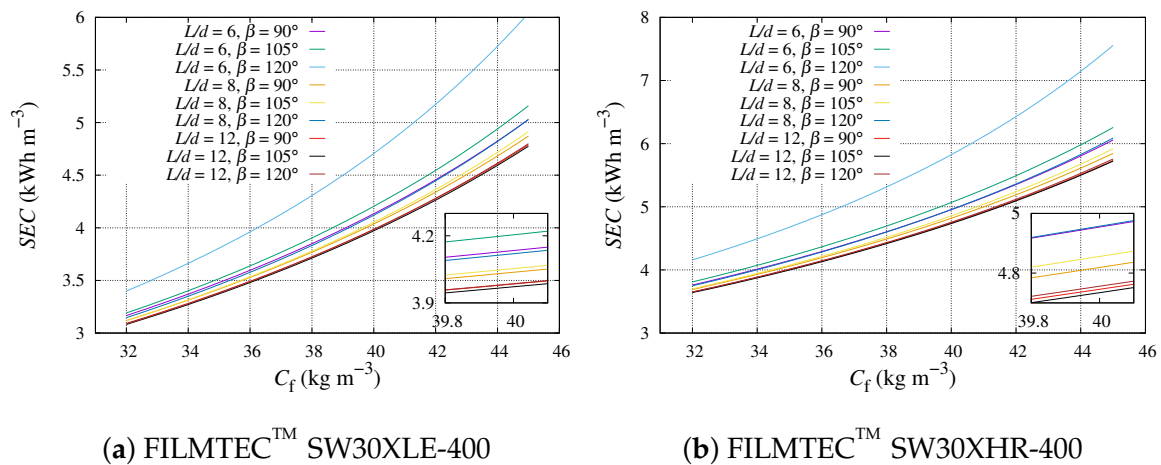 6
5.5
5
4.5
4
3.5
3
SEC (kWh m⁻³)
L/d = 6, β = 90°
L/d = 6, β = 105°
L/d = 6, β = 120°
L/d = 8, β = 90°
L/d = 8, β = 105°
L/d = 8, β = 120°
L/d = 12, β = 90°
L/d = 12, β = 105°
L/d = 12, β = 120°
4.2
3.9
39.8 40
32 34 36 38 40 42 44 46
C_f (kg m⁻³)
(a) FILMTEC™ SW30XLE-400
8
7
6
5
4
3
SEC (kWh m⁻³)
L/d = 6, β = 90°
L/d = 6, β = 105°
L/d = 6, β = 120°
L/d = 8, β = 90°
L/d = 8, β = 105°
L/d = 8, β = 120°
L/d = 12, β = 90°
L/d = 12, β = 105°
L/d = 12, β = 120°
5
4.8
39.8 40
32 34 36 38 40 42 44 46
C_f (kg m⁻³)
(b) FILMTEC™ SW30XHR-400